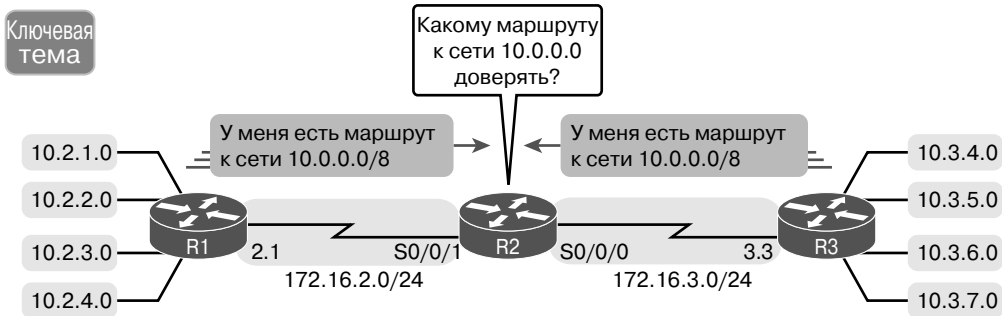 Ключевая
тема
Какому маршруту
к сети 10.0.0.0
доверять?
У меня есть маршрут
к сети 10.0.0.0/8
У меня есть маршрут
к сети 10.0.0.0/8
10.2.1.0
10.2.2.0
10.2.3.0
10.2.4.0
R1
2.1
S0/0/1
172.16.2.0/24
R2
S0/0/0
3.3
172.16.3.0/24
R3
10.3.4.0
10.3.5.0
10.3.6.0
10.3.7.0